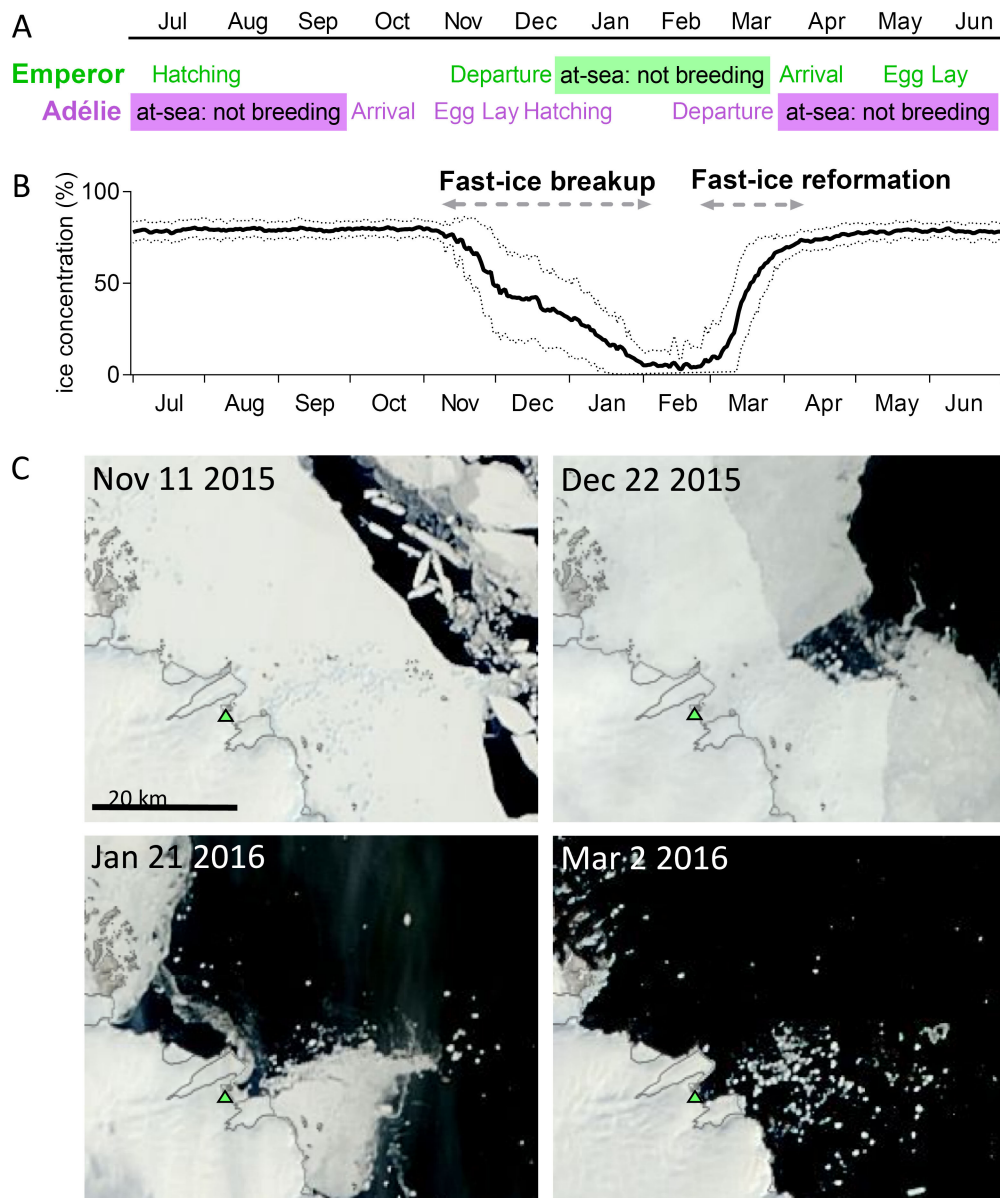 A
Jul Aug Sep Oct Nov Dec Jan Feb Mar Apr May Jun
Emperor Hatching Departure at-sea: not breeding Arrival Egg Lay
Adélie at-sea: not breeding Arrival Egg Lay Hatching Departure at-sea: not breeding
B
ice concentration (%)
100
50
0
Fast-ice breakup Fast-ice reformation
Jul Aug Sep Oct Nov Dec Jan Feb Mar Apr May Jun
C
Nov 11 2015
20 km
Dec 22 2015
Jan 21 2016
Mar 2 2016